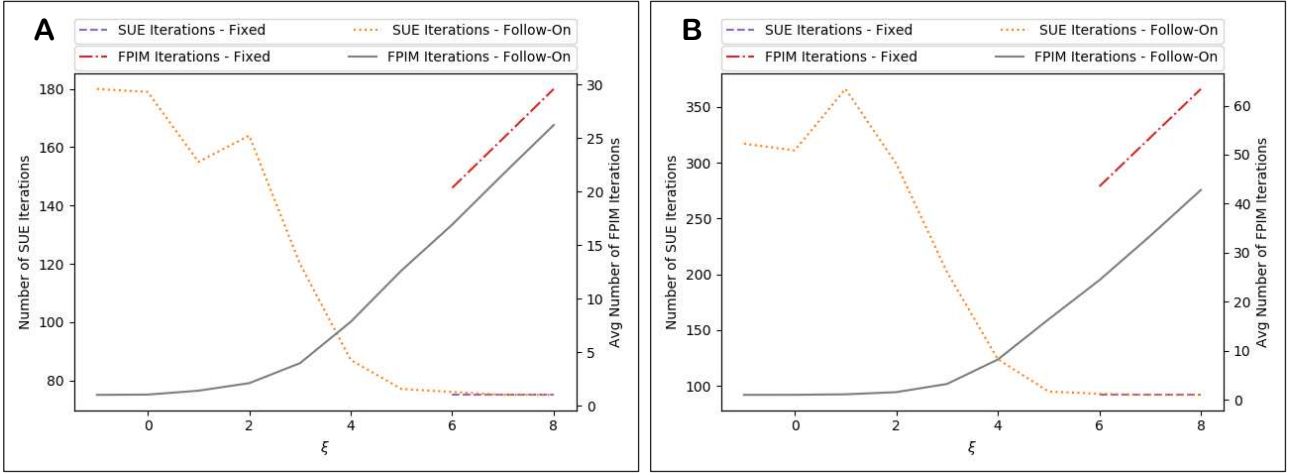 A
SUE Iterations - Fixed
SUE Iterations - Follow-On
FPIM Iterations - Fixed
FPIM Iterations - Follow-On
Number of SUE Iterations
180
160
140
120
100
80
30
25
20
15
10
5
0
Avg Number of FPIM Iterations
0 2 4 6 8
ξ
B
SUE Iterations - Fixed
SUE Iterations - Follow-On
FPIM Iterations - Fixed
FPIM Iterations - Follow-On
Number of SUE Iterations
350
300
250
200
150
100
60
50
40
30
20
10
0
Avg Number of FPIM Iterations
0 2 4 6 8
ξ